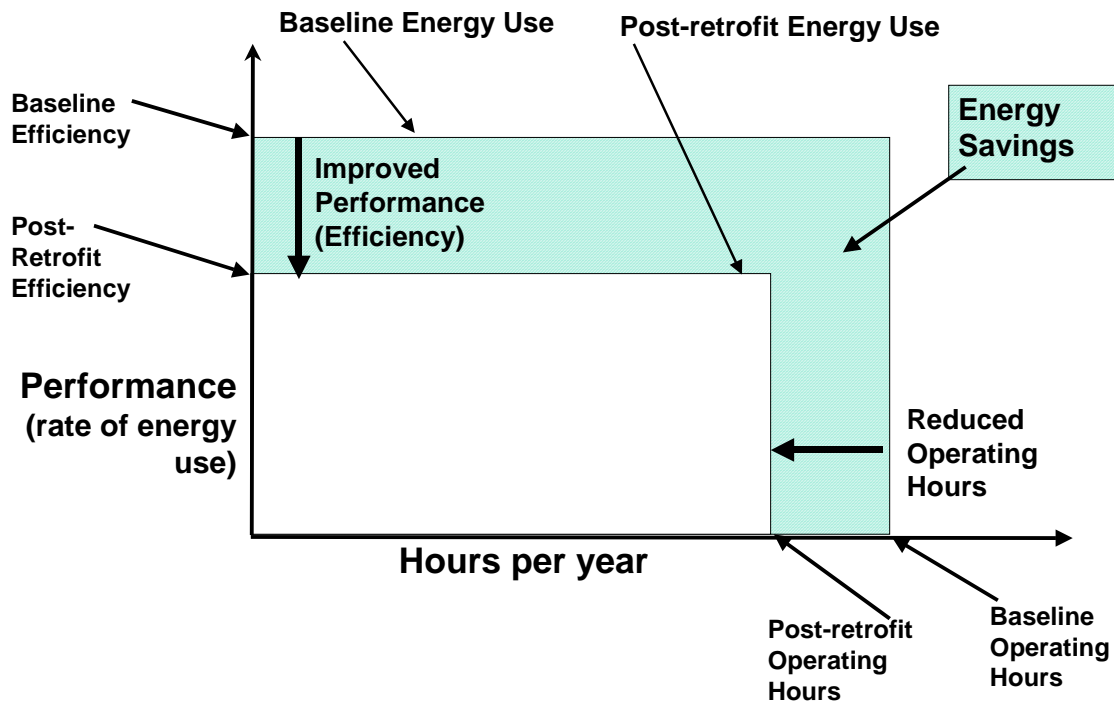 Baseline Energy Use
Post-retrofit Energy Use
Baseline
Efficiency
Energy
Savings
Improved
Performance
(Efficiency)
Post-
Retrofit
Efficiency
Performance
(rate of energy
use)
Reduced
Operating
Hours
Hours per year
Post-retrofit
Operating
Hours
Baseline
Operating
Hours